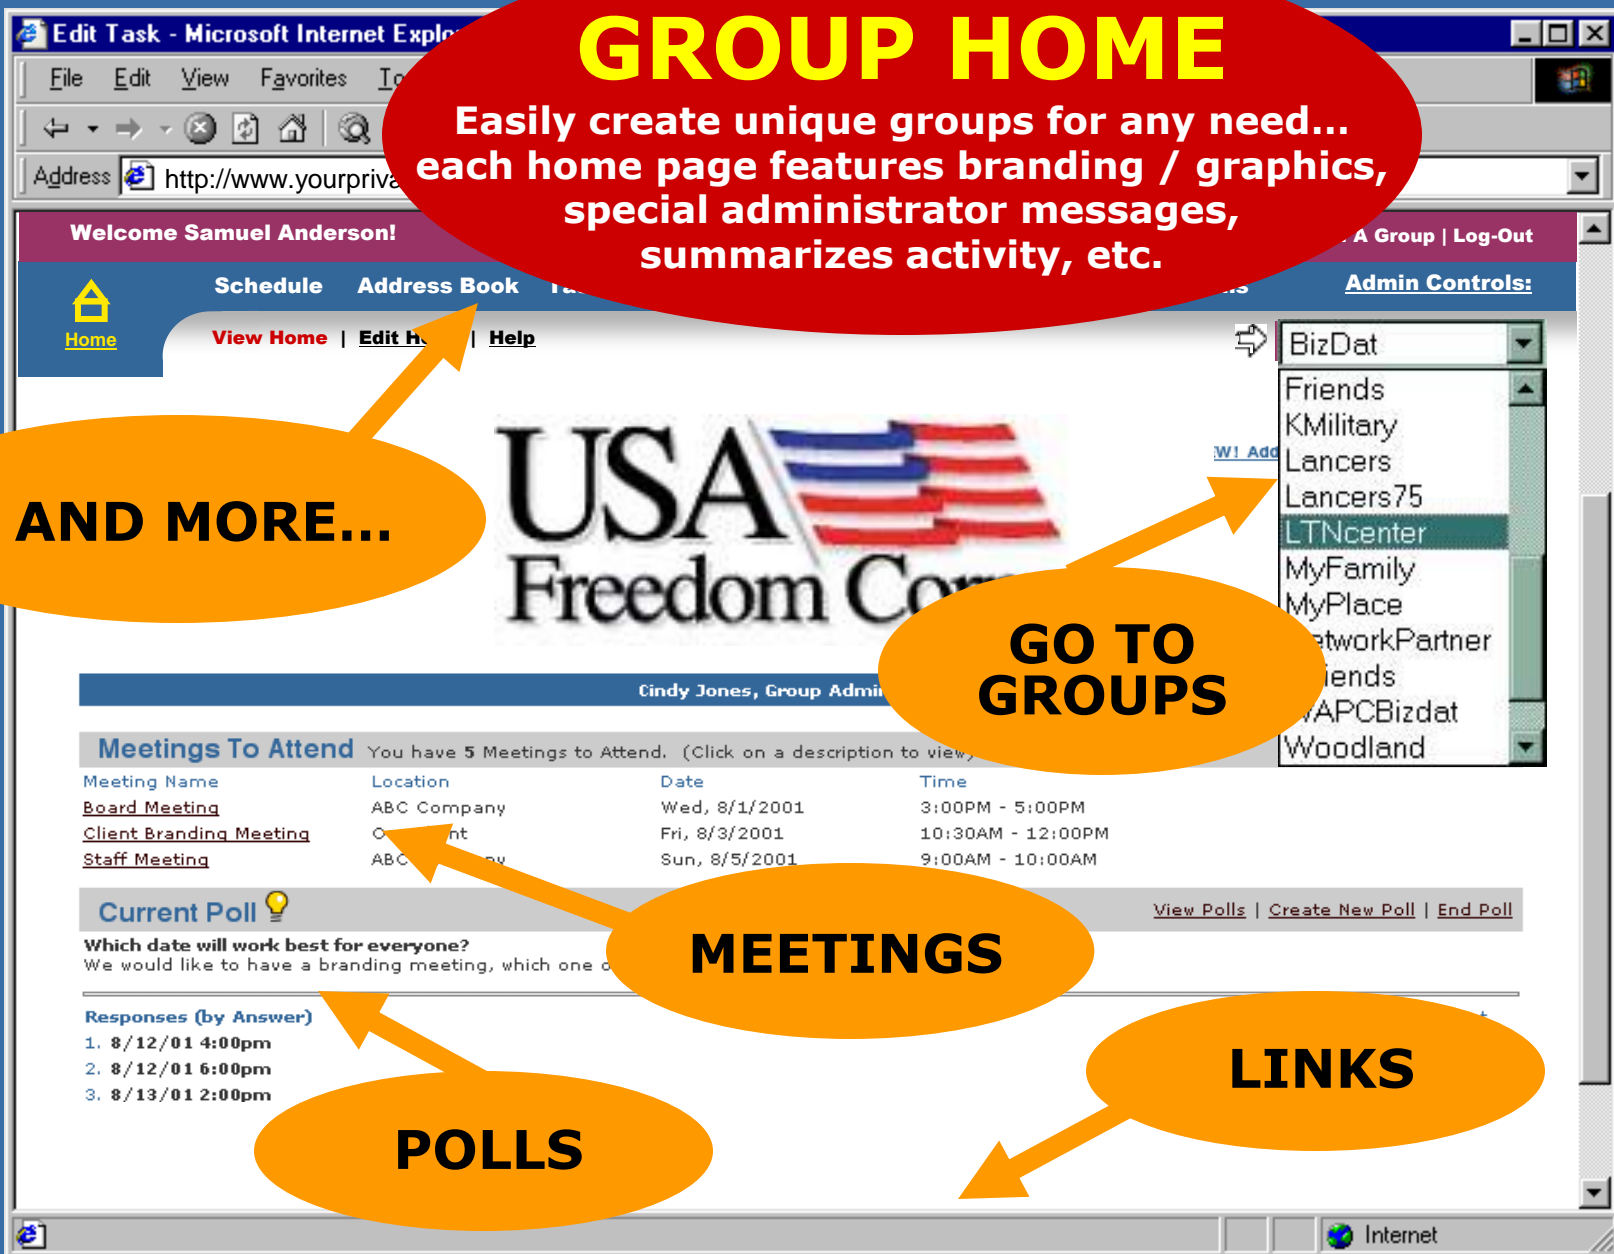 Edit Task - Microsoft Internet
GROUP HOME
File Edit View Favorites
Easily create unique groups for any need...
each home page features branding / graphics,
special administrator messages,
summarizes activity, etc.
Address http://www.yourpriva
Welcome Samuel Anderson!
A Group | Log-Out
Schedule Address Book
Admin Controls:
Home
View Home | Edit | Help
BizDat
Friends
KMilitary
Lancers
Lancers75
LTNcenter
MyFamily
MyPlace
tworkPartner
iends
APCBizdat
Woodland
W! Add
USA
Freedom
AND MORE...
GO TO
GROUPS
Cindy Jones, Group Admi
Meetings To Attend You have 5 Meetings to Attend. (Click on a description to view)
Meeting Name Location Date Time
Board Meeting ABC Company Wed, 8/1/2001 3:00PM - 5:00PM
Client Branding Meeting Fri, 8/3/2001 10:30AM - 12:00PM
Staff Meeting ABC Sun, 8/5/2001 9:00AM - 10:00AM
Current Poll View Polls | Create New Poll | End Poll
MEETINGS
Which date will work best for everyone?
We would like to have a branding meeting, which one
Responses (by Answer)
1. 8/12/01 4:00pm
2. 8/12/01 6:00pm
3. 8/13/01 2:00pm
LINKS
POLLS
Internet